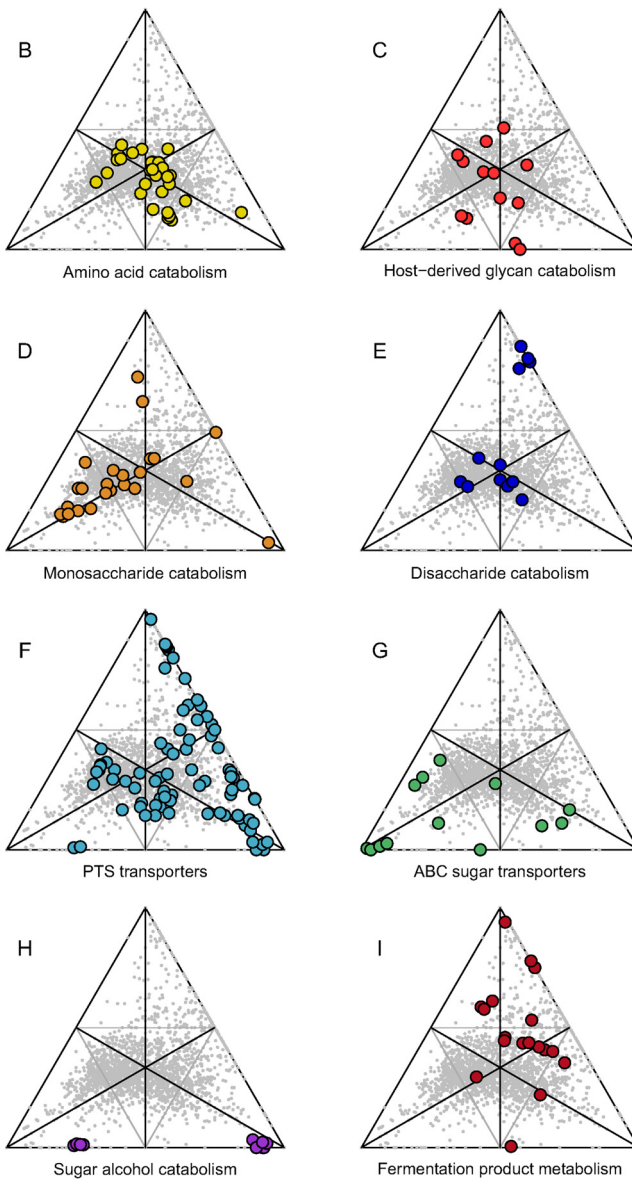 B
C
Amino acid catabolism
Host−derived glycan catabolism
D
E
Monosaccharide catabolism
Disaccharide catabolism
F
G
PTS transporters
ABC sugar transporters
H
I
Sugar alcohol catabolism
Fermentation product metabolism